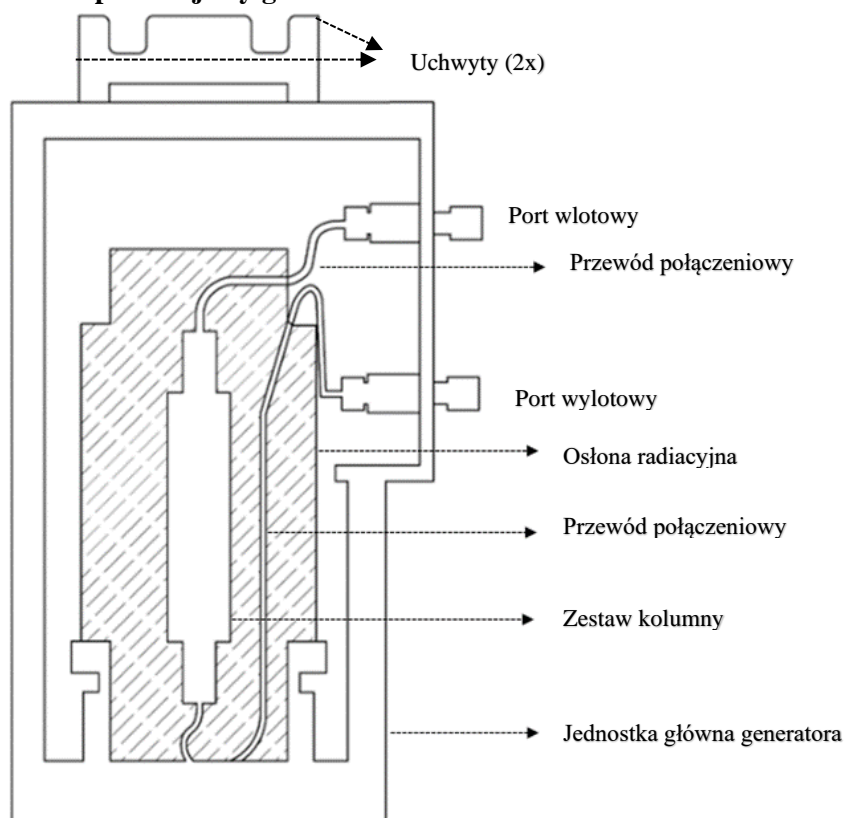 Uchwyty (2x)
Port wlotowy
Przewód połączeniowy
Port wylotowy
Osłona radiacyjna
Przewód połączeniowy
Zestaw kolumny
Jednostka główna generatora